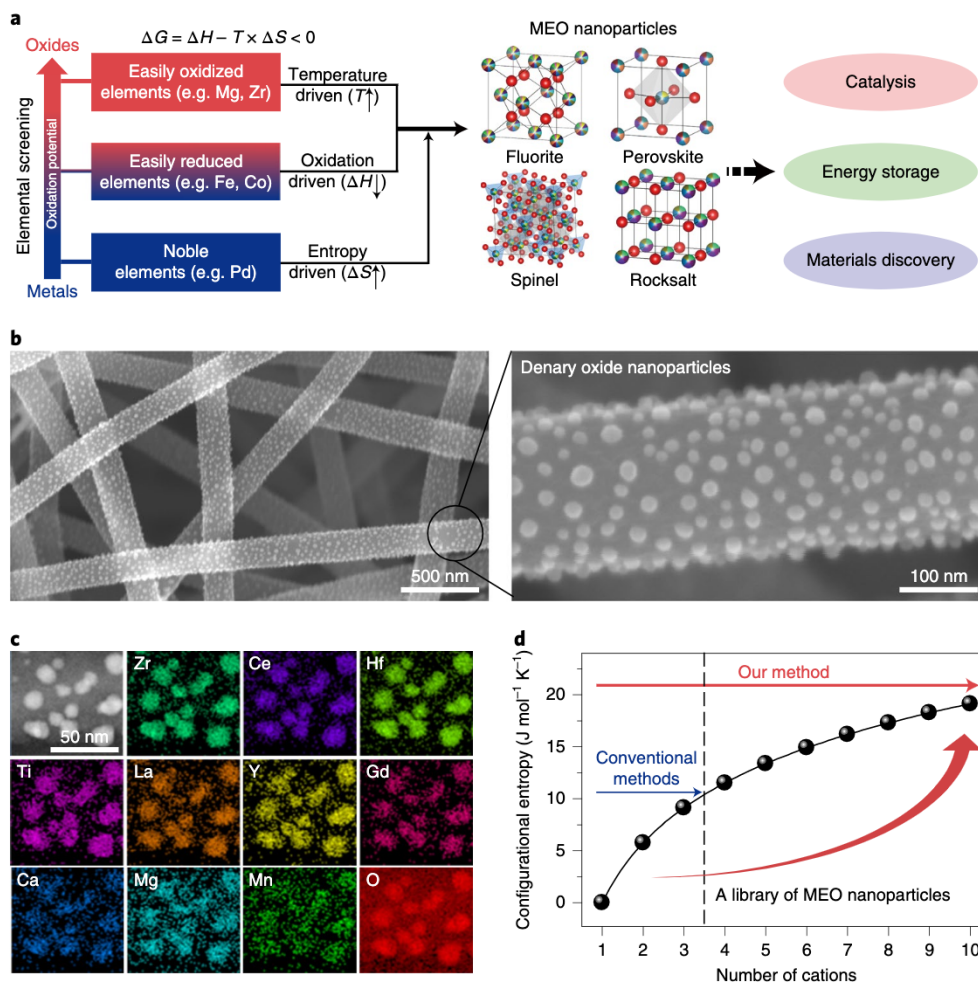 a
ΔG = ΔH – T × ΔS < 0
MEO nanoparticles
Oxides
Elemental screening
Oxidation potential
Metals
Easily oxidized
elements (e.g. Mg, Zr)
Temperature
driven (T↑)
Easily reduced
elements (e.g. Fe, Co)
Oxidation
driven (ΔH↓)
Noble
elements (e.g. Pd)
Entropy
driven (ΔS↑)
Fluorite
Perovskite
Spinel
Rocksalt
Catalysis
Energy storage
Materials discovery
b
500 nm
Denary oxide nanoparticles
100 nm
c
50 nm
Zr
Ce
Hf
Ti
La
Y
Gd
Ca
Mg
Mn
O
d
Configurational entropy (J mol⁻¹ K⁻¹)
20
15
10
5
0
Our method
Conventional
methods
A library of MEO nanoparticles
1 2 3 4 5 6 7 8 9 10
Number of cations